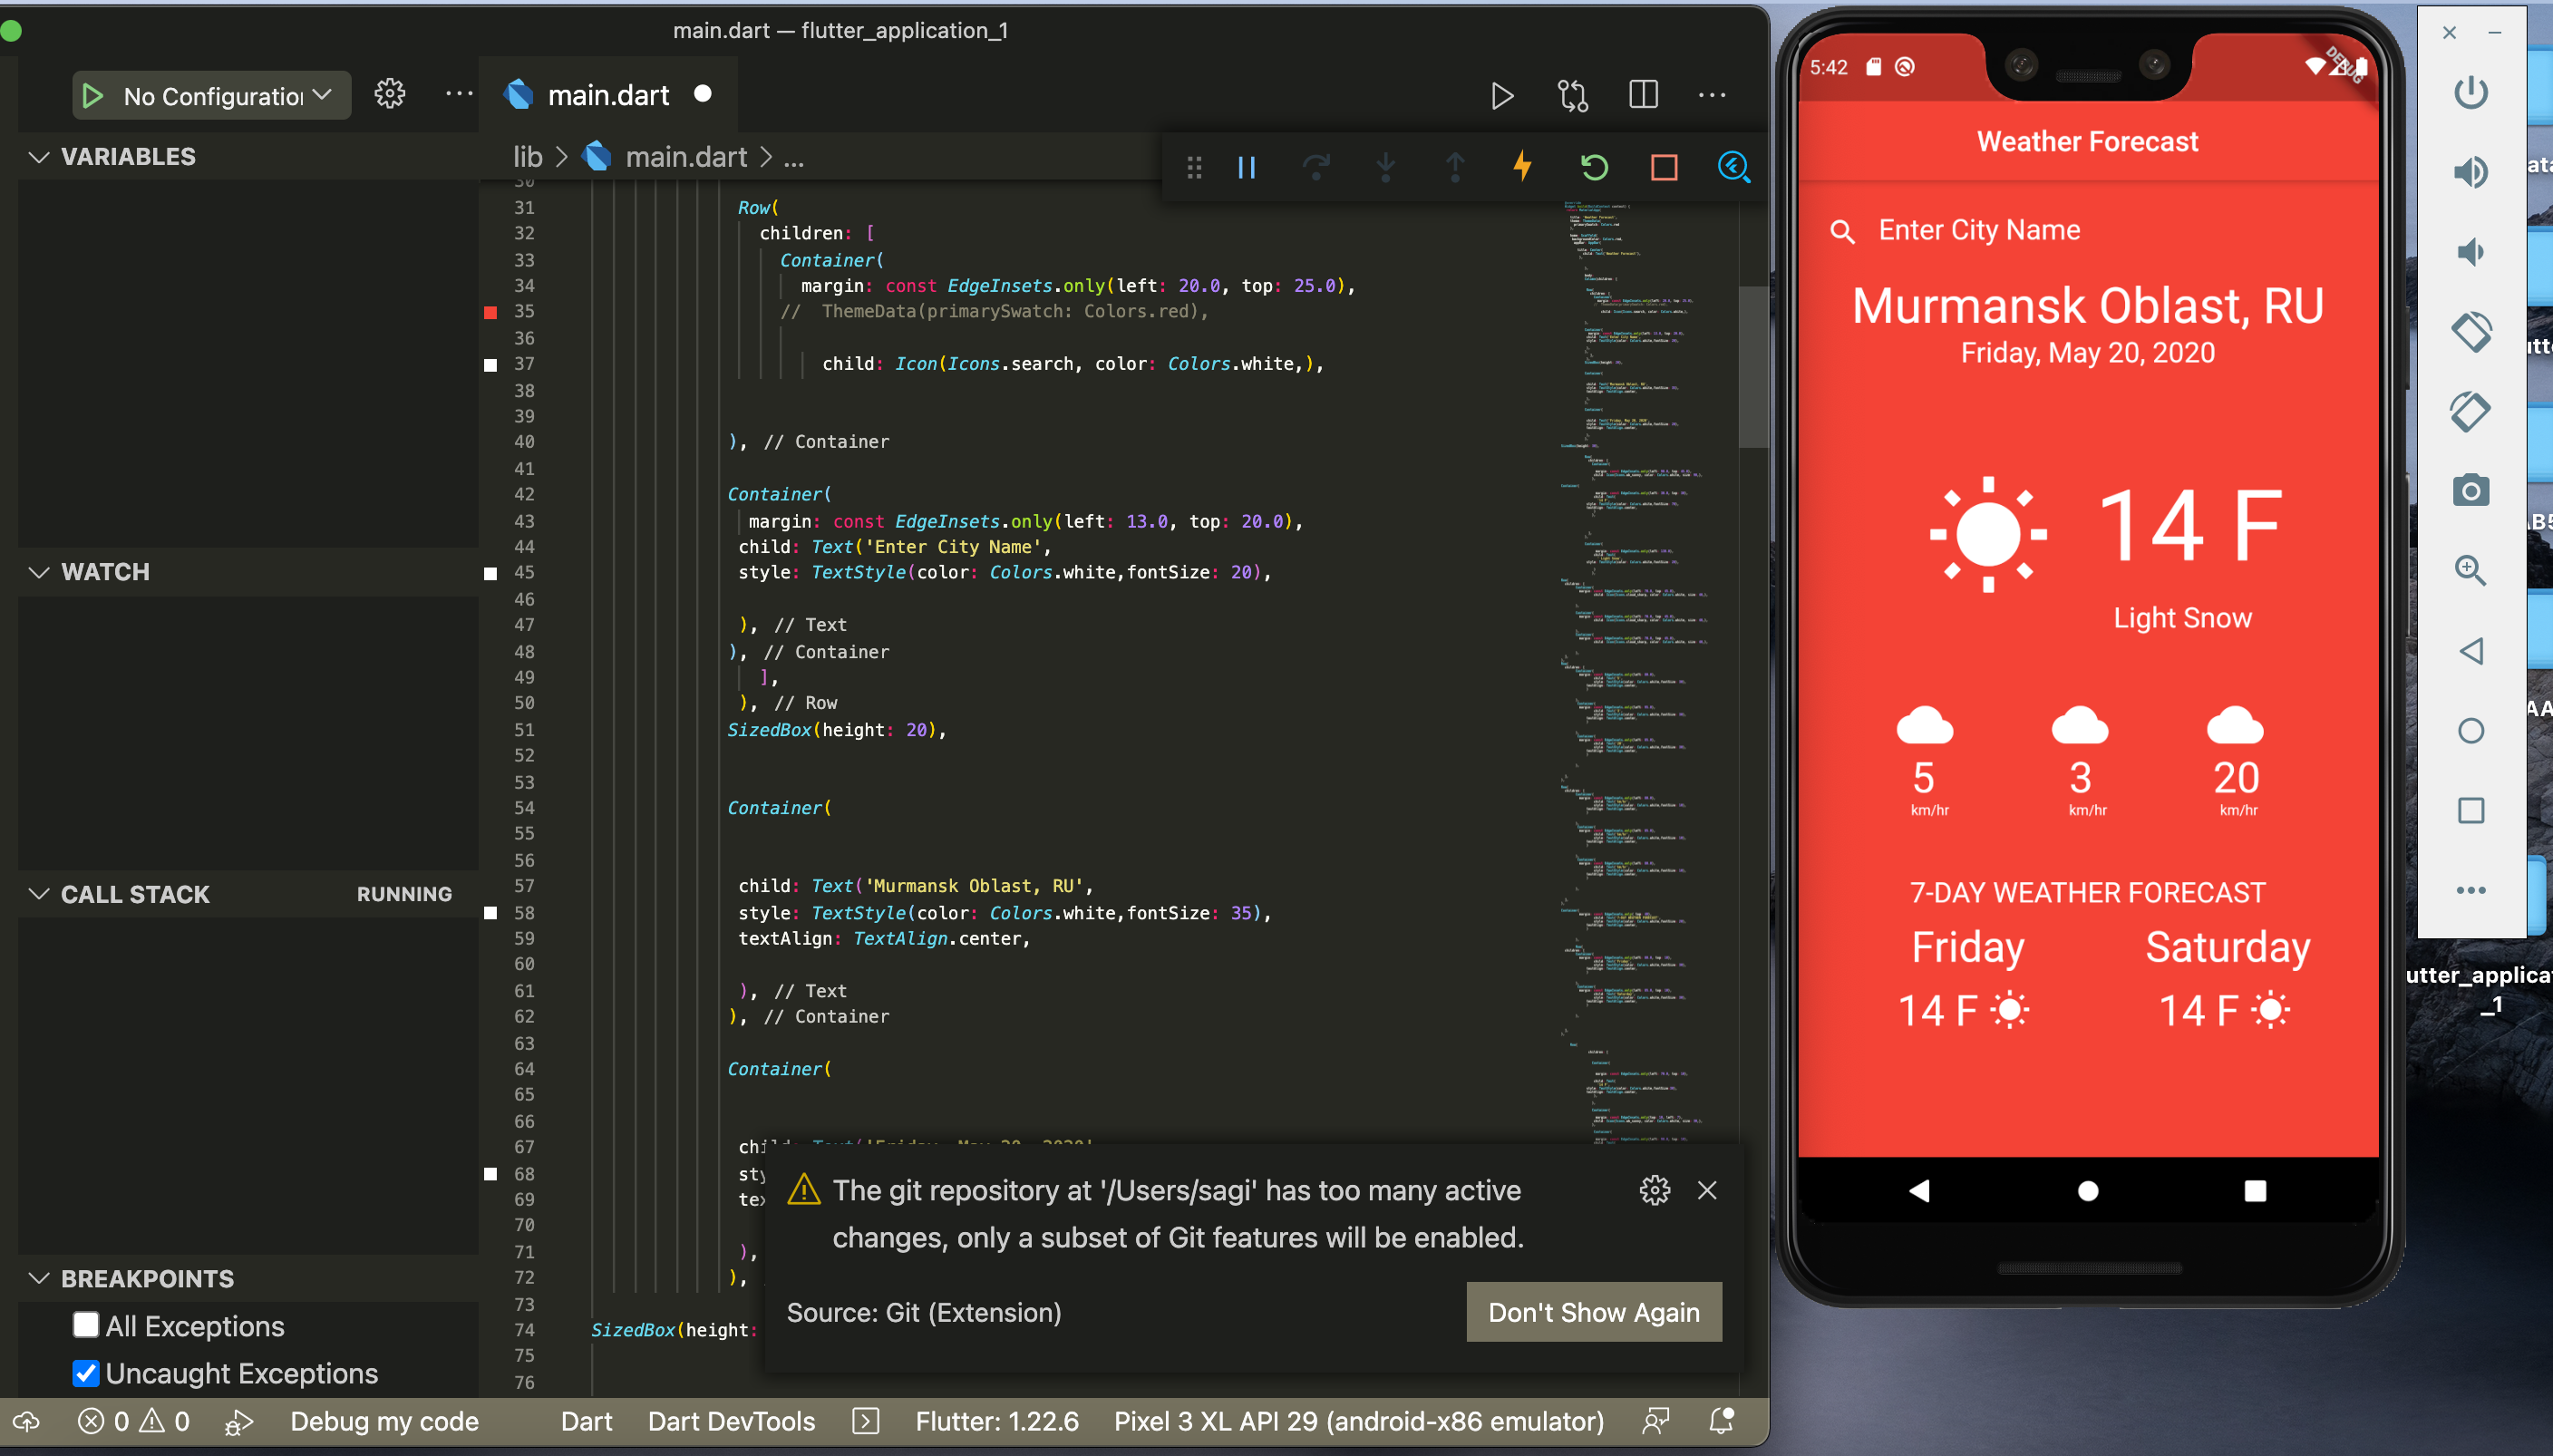 main.dart — flutter_application_1
No Configuration
main.dart
VARIABLES
lib > main.dart > ...
30
31 Row(
32 children: [
33 Container(
34 margin: const EdgeInsets.only(left: 20.0, top: 25.0),
35 // ThemeData(primarySwatch: Colors.red),
36
37 child: Icon(Icons.search, color: Colors.white,),
38
39
40 ), // Container
41
42 Container(
43 margin: const EdgeInsets.only(left: 13.0, top: 20.0),
44 child: Text('Enter City Name',
45 style: TextStyle(color: Colors.white,fontSize: 20),
46
47 ), // Text
48 ), // Container
49 ],
50 ), // Row
51 SizedBox(height: 20),
52
53
54 Container(
55
56
57 child: Text('Murmansk Oblast, RU',
58 style: TextStyle(color: Colors.white,fontSize: 35),
59 textAlign: TextAlign.center,
60
61 ), // Text
62 ), // Container
63
64 Container(
65
66
67 child: Text('Friday, May 20, 2020',
68 sty
69 tex
70
71 ),
72 ),
73
74 SizedBox(height:
75
76
WATCH
CALL STACK RUNNING
BREAKPOINTS
All Exceptions
Uncaught Exceptions
The git repository at '/Users/sagi' has too many active
changes, only a subset of Git features will be enabled.
Source: Git (Extension)
Don't Show Again
0 0 Debug my code Dart Dart DevTools Flutter: 1.22.6 Pixel 3 XL API 29 (android-x86 emulator)
5:42
DEBUG
Weather Forecast
Enter City Name
Murmansk Oblast, RU
Friday, May 20, 2020
14 F
Light Snow
5 3 20
km/hr km/hr km/hr
7-DAY WEATHER FORECAST
Friday Saturday
14 F 14 F
utter_applicat
_1